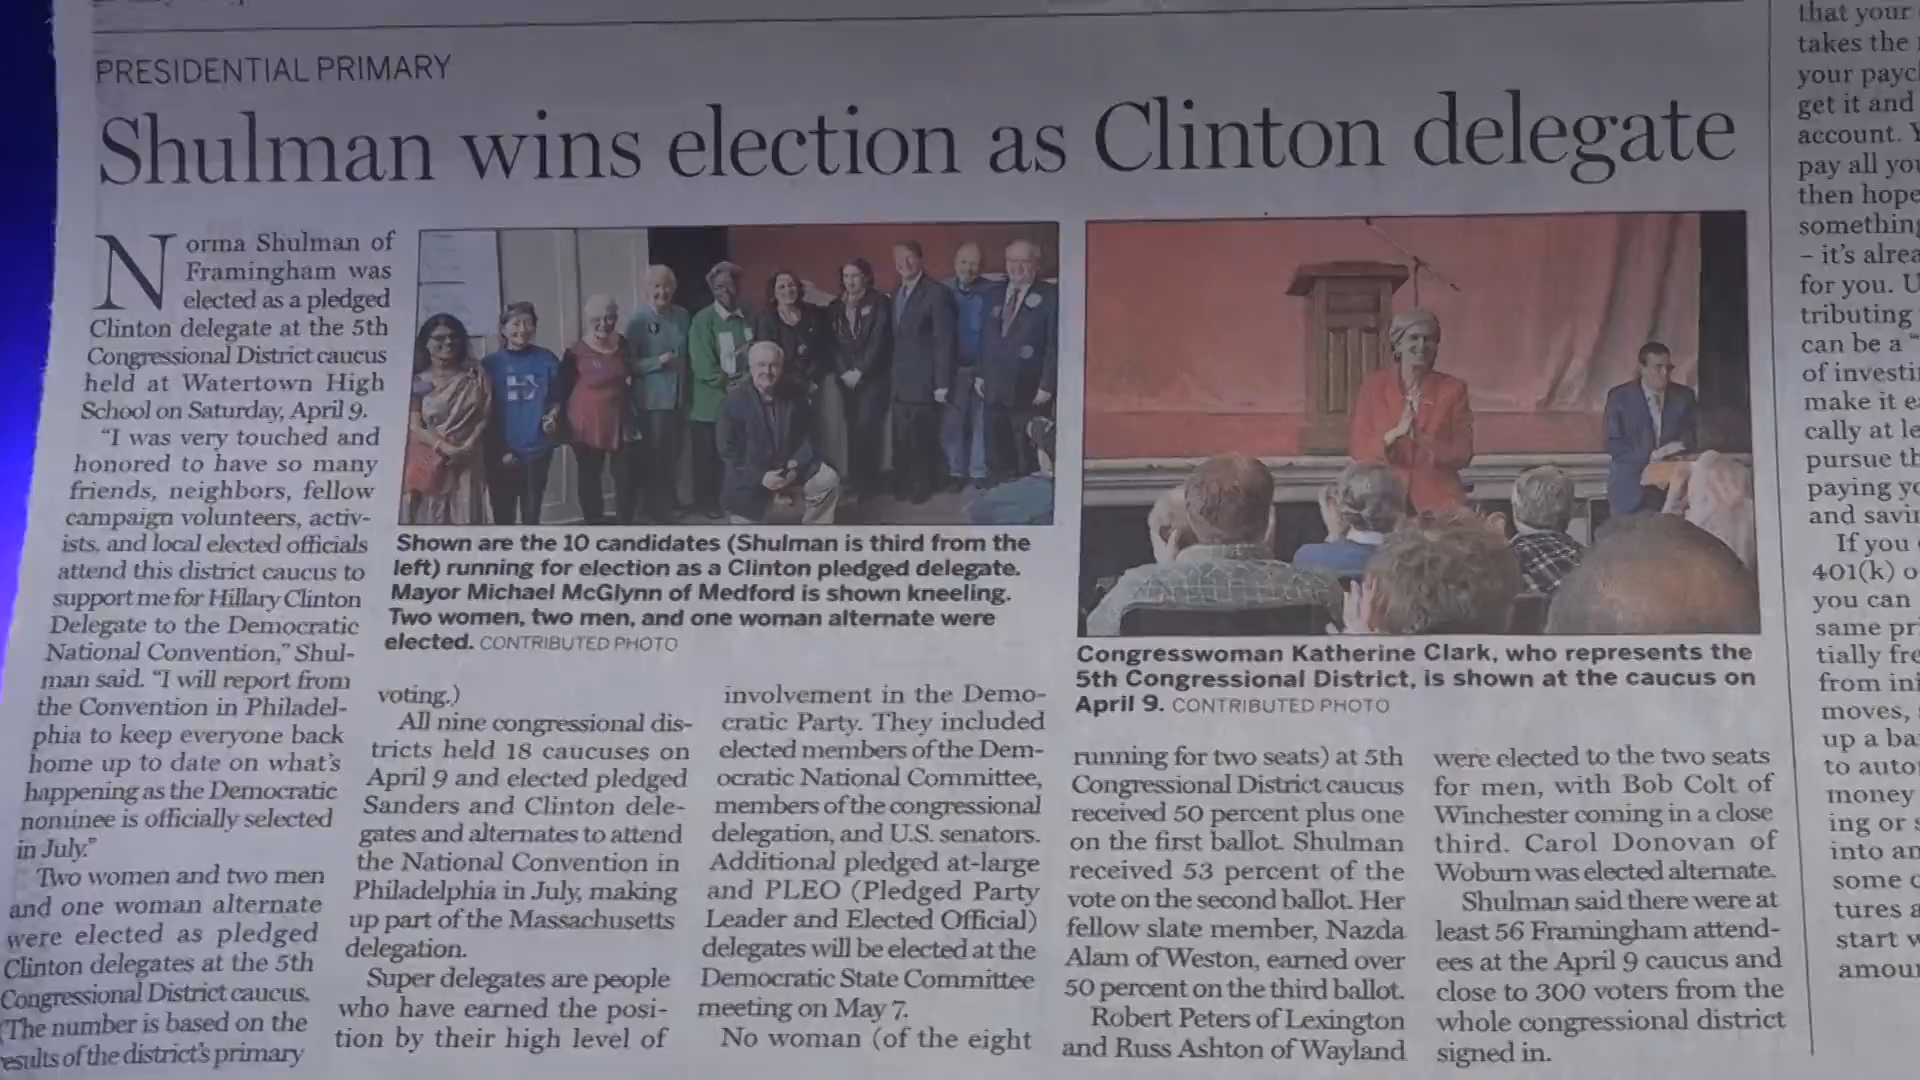 PRESIDENTIAL PRIMARY
Shulman wins election as Clinton delegate
Norma Shulman of
Framingham was
elected as a pledged
Clinton delegate at the 5th
Congressional District caucus
held at Watertown High
School on Saturday, April 9.
“I was very touched and
honored to have so many
friends, neighbors, fellow
campaign volunteers, activ-
ists, and local elected officials
attend this district caucus to
support me for Hillary Clinton
Delegate to the Democratic
National Convention,” Shul-
man said. “I will report from
the Convention in Philadel-
phia to keep everyone back
home up to date on what's
happening as the Democratic
nominee is officially selected
in July.”
Two women and two men
and one woman alternate
were elected as pledged
Clinton delegates at the 5th
Congressional District caucus.
(The number is based on the
results of the district's primary
Shown are the 10 candidates (Shulman is third from the
left) running for election as a Clinton pledged delegate.
Mayor Michael McGlynn of Medford is shown kneeling.
Two women, two men, and one woman alternate were
elected. CONTRIBUTED PHOTO
voting.)
All nine congressional dis-
tricts held 18 caucuses on
April 9 and elected pledged
Sanders and Clinton dele-
gates and alternates to attend
the National Convention in
Philadelphia in July, making
up part of the Massachusetts
delegation.
Super delegates are people
who have earned the posi-
tion by their high level of
involvement in the Demo-
cratic Party. They included
elected members of the Dem-
ocratic National Committee,
members of the congressional
delegation, and U.S. senators.
Additional pledged at-large
and PLEO (Pledged Party
Leader and Elected Official)
delegates will be elected at the
Democratic State Committee
meeting on May 7.
No woman (of the eight
Congresswoman Katherine Clark, who represents the
5th Congressional District, is shown at the caucus on
April 9. CONTRIBUTED PHOTO
running for two seats) at 5th
Congressional District caucus
received 50 percent plus one
on the first ballot. Shulman
received 53 percent of the
vote on the second ballot. Her
fellow slate member, Nazda
Alam of Weston, earned over
50 percent on the third ballot.
Robert Peters of Lexington
and Russ Ashton of Wayland
were elected to the two seats
for men, with Bob Colt of
Winchester coming in a close
third. Carol Donovan of
Woburn was elected alternate.
Shulman said there were at
least 56 Framingham attend-
ees at the April 9 caucus and
close to 300 voters from the
whole congressional district
signed in.
that your
takes the
your
get it and
account.
pay all
then hope
something
– it's
for you.
tributing
can be a
of
make it
cally at
pursue
paying
and
If you
401(k)
you can
same
tially
from
moves,
up a
to
money
ing or
into
some
tures
start